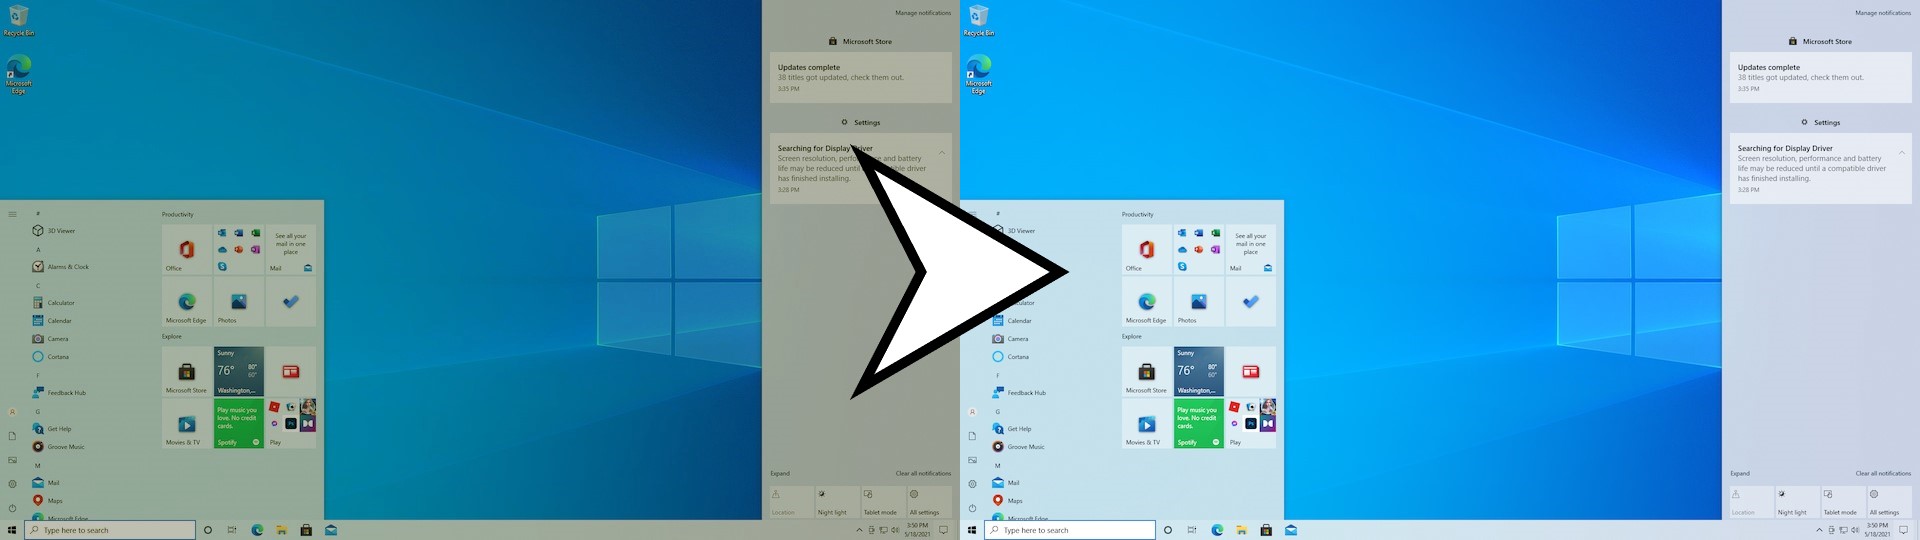 Recycle Bin
Microsoft
Edge
#
3D Viewer
A
Alarms & Clock
C
Calculator
Calendar
Camera
Cortana
F
Feedback Hub
G
Get Help
Groove Music
M
Mail
Maps
Microsoft Edge
Productivity
Office
See all your
mail in one
place
Mail
Microsoft Edge
Photos
Explore
Microsoft Store
Sunny
76° 80°
60°
Washington,...
Movies & TV
Play music you
love. No credit
cards.
Spotify
Play
Manage notifications
Microsoft Store
Updates complete
38 titles got updated, check them out.
3:35 PM
Settings
Searching for Display Driver
Screen resolution, performance and battery
life may be reduced until a compatible driver
has finished installing.
3:28 PM
Expand
Clear all notifications
Location
Night light
Tablet mode
All settings
Type here to search
3:50 PM
5/18/2021
Recycle Bin
Microsoft
Edge
#
3D Viewer
Calendar
Camera
Cortana
F
Feedback Hub
G
Get Help
Groove Music
M
Mail
Maps
Microsoft Edge
Productivity
Office
See all your
mail in one
place
Mail
Microsoft Edge
Photos
Explore
Microsoft Store
Sunny
76° 80°
60°
Washington,...
Movies & TV
Play music you
love. No credit
cards.
Spotify
Play
Manage notifications
Microsoft Store
Updates complete
38 titles got updated, check them out.
3:35 PM
Settings
Searching for Display Driver
Screen resolution, performance and battery
life may be reduced until a compatible driver
has finished installing.
3:28 PM
Expand
Clear all notifications
Location
Night light
Tablet mode
All settings
Type here to search
3:50 PM
5/18/2021